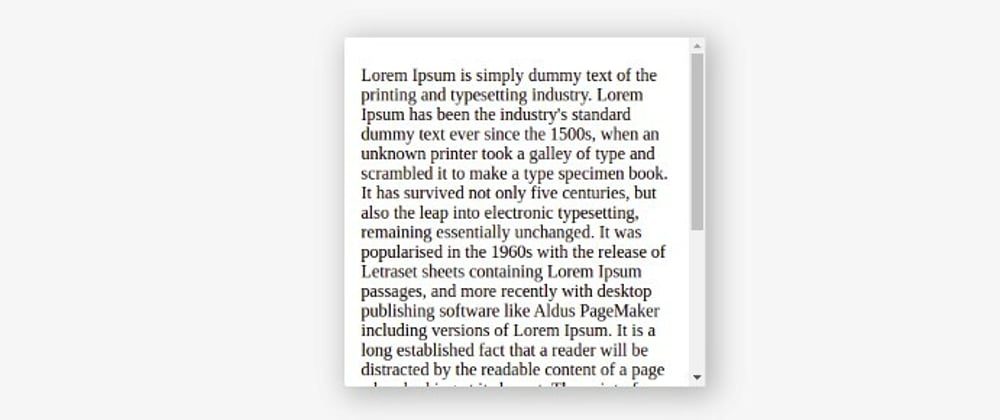 Lorem Ipsum is simply dummy text of the
printing and typesetting industry. Lorem
Ipsum has been the industry's standard
dummy text ever since the 1500s, when an
unknown printer took a galley of type and
scrambled it to make a type specimen book.
It has survived not only five centuries, but
also the leap into electronic typesetting,
remaining essentially unchanged. It was
popularised in the 1960s with the release of
Letraset sheets containing Lorem Ipsum
passages, and more recently with desktop
publishing software like Aldus PageMaker
including versions of Lorem Ipsum. It is a
long established fact that a reader will be
distracted by the readable content of a page